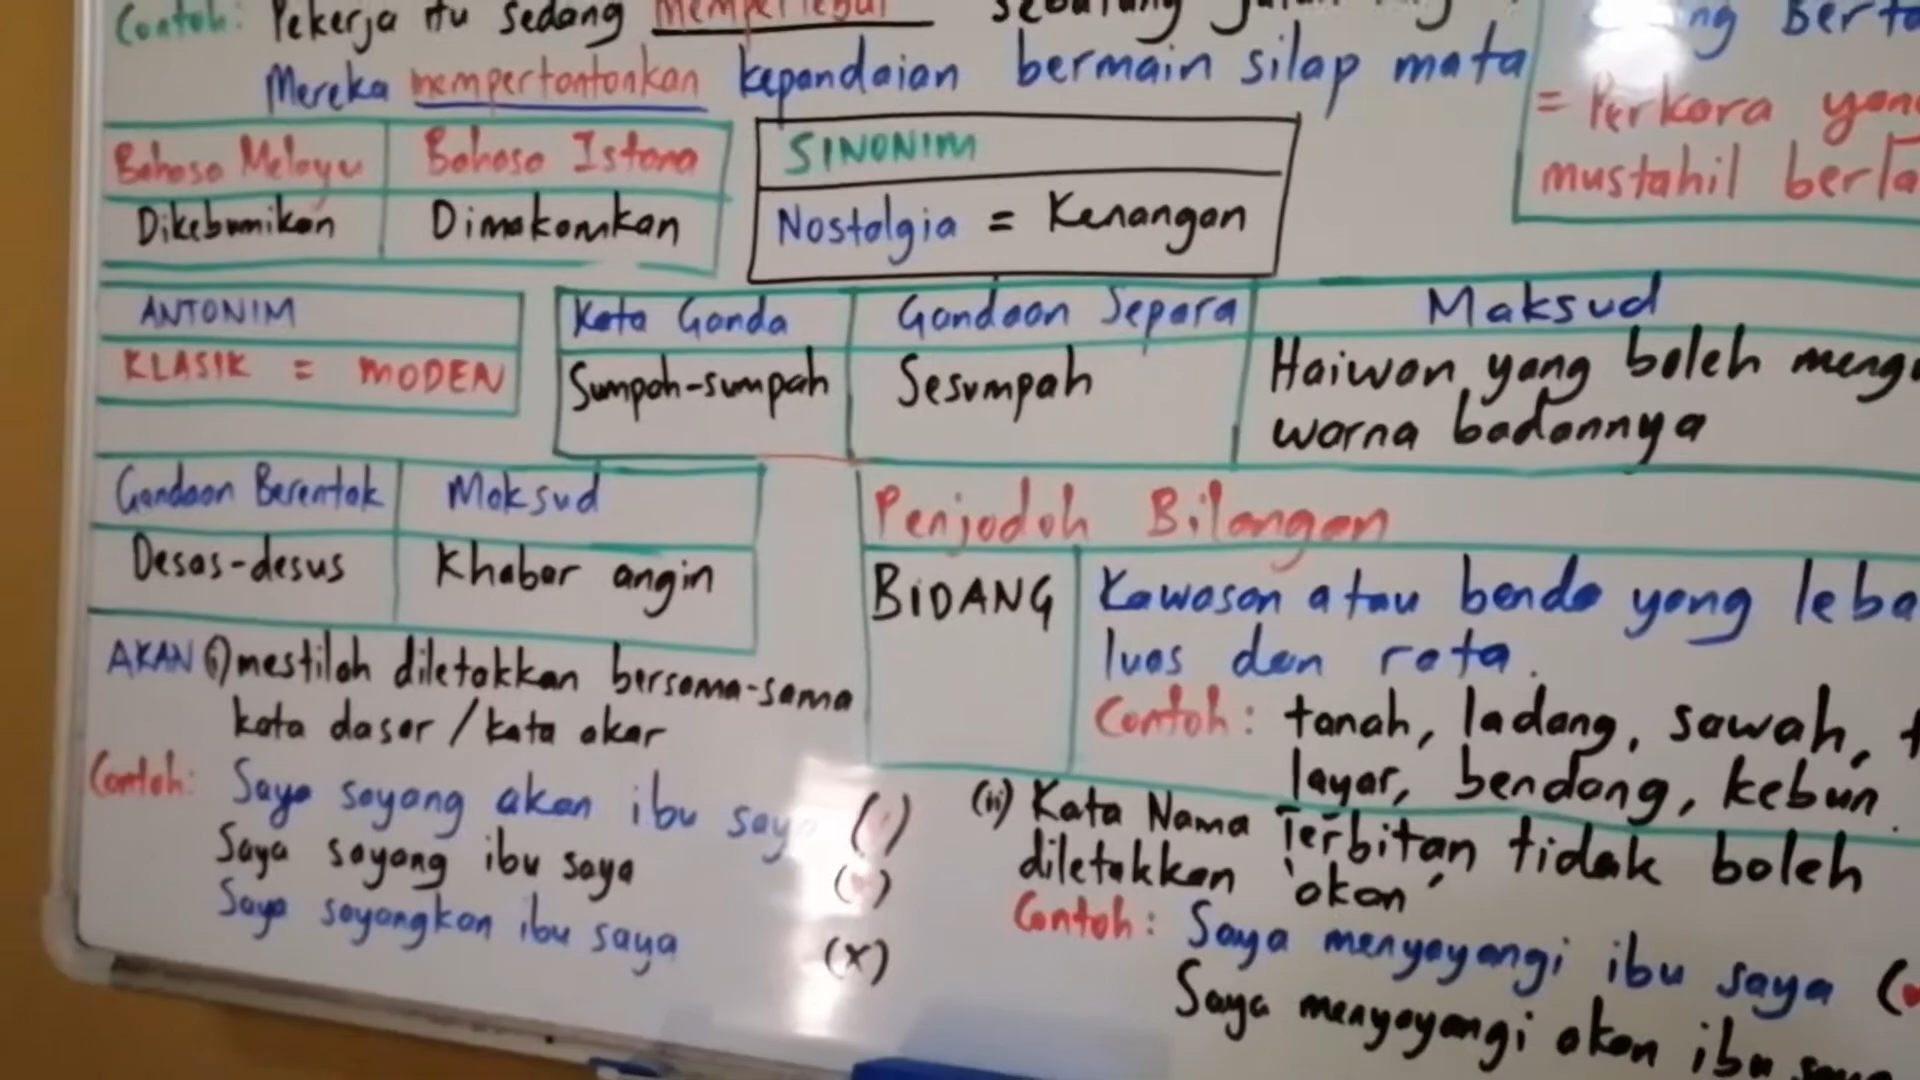 Contoh: Pekerja itu sedang
Mereka mempertontonkan kepandaian bermain silap mata
= Perkara yang
mustahil berla
Bahasa Melayu Bahasa Istana
Dikebumikan Dimakamkan
SINONIM
Nostalgia = Kenangan
ANTONIM
KLASIK = MODEN
Kata Ganda Gandaan Separa Maksud
Sumpah-sumpah Sesumpah Haiwan yang boleh mengu
warna badannya
Gandaan Berentak Maksud
Desas-desus Khabar angin
Penjodoh Bilangan
BIDANG Kawasan atau benda yang leba
luas dan rata.
Contoh: tanah, ladang, sawah, t
layar, bendang, kebun.
AKAN (i) mestilah diletakkan bersama-sama
kata dasar / kata akar
Contoh: Saya sayang akan ibu saya (/)
Saya sayang ibu saya
Saya sayangkan ibu saya (x)
(ii) Kata Nama Terbitan tidak boleh
diletakkan 'akan'
Contoh: Saya menyayangi ibu saya (
Saya menyayangi akan ibu